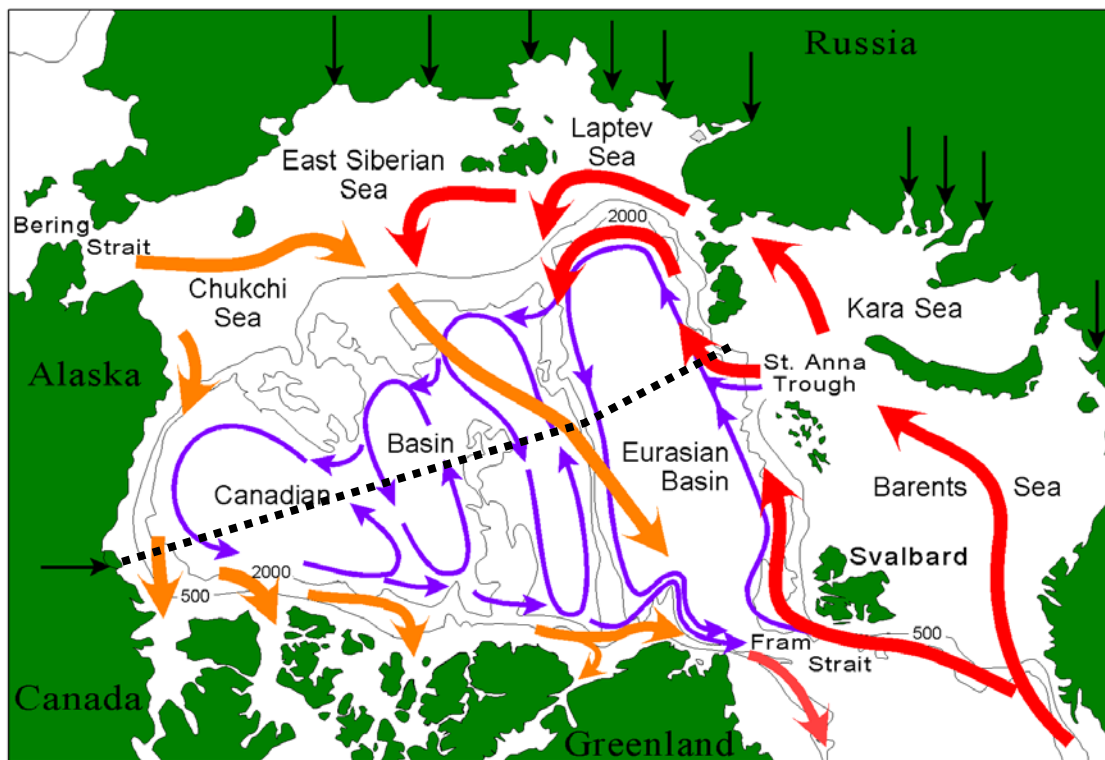 Russia
Laptev
Sea
East Siberian
Sea
2000
Bering
Strait
Chukchi
Sea
Kara Sea
Alaska
St. Anna
Trough
Basin
Eurasian
Basin
Canadian
Barents
Sea
Svalbard
2000
500
500
Fram
Strait
Canada
Greenland